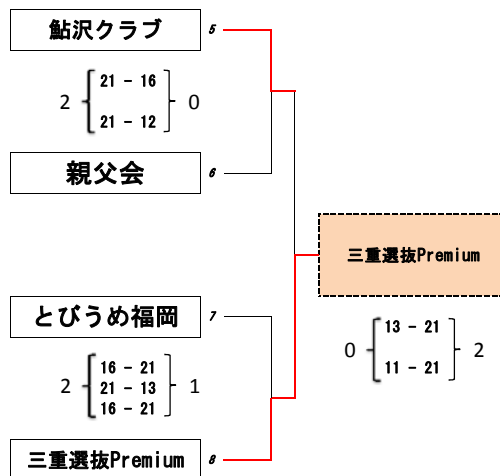 鮎沢クラブ 5
2 21 - 16 0
21 - 12
親父会 6
三重選抜Premium
とびうめ福岡 7
0 13 - 21 2
11 - 21
2 16 - 21 1
21 - 13
16 - 21
三重選抜Premium 8